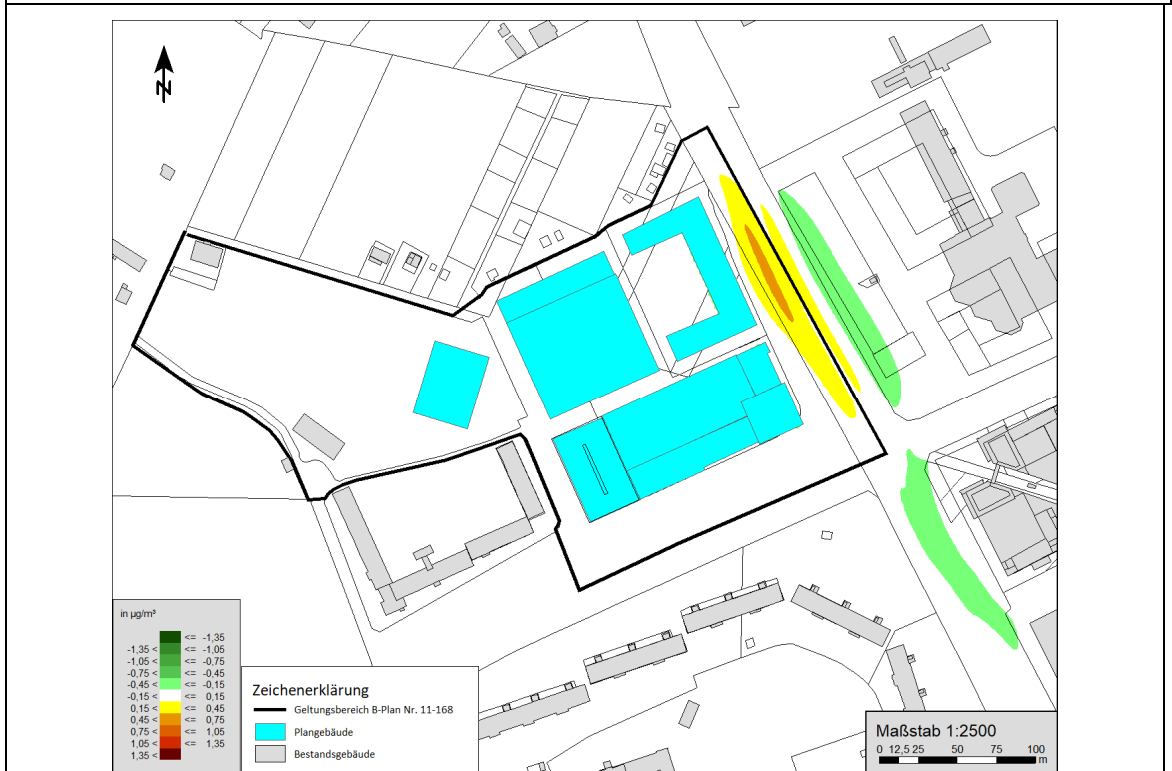 N
in µg/m³
<= -1,35
-1,35 < <= -1,05
-1,05 < <= -0,75
-0,75 < <= -0,45
-0,45 < <= -0,15
-0,15 < <= 0,15
0,15 < <= 0,45
0,45 < <= 0,75
0,75 < <= 1,05
1,05 < <= 1,35
1,35 <
Zeichenerklärung
Geltungsbereich B-Plan Nr. 11-168
Plangebäude
Bestandsgebäude
Maßstab 1:2500
0 12,5 25 50 75 100
m